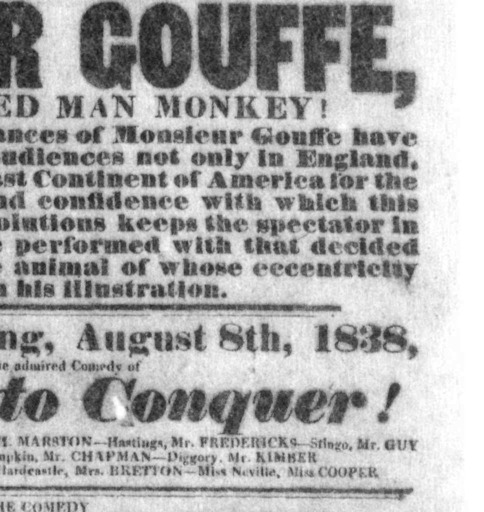 R GOUFFE,
ED MAN MONKEY!
ances of Monsieur Gouffe have
udiences not only in England,
st Continent of America for the
nd confidence with which this
olutions keeps the spectator in
e performed with that decided
e animal of whose eccentricity
n his illustration.
ng, August 8th, 1838,
e admired Comedy of
to Conquer!
H. MARSTON—Hastings, Mr. FREDERICKS—Stingo, Mr. GUY
mpkin, Mr. CHAPMAN—Diggory, Mr. KIMBER
Hardcastle, Mrs. BRETTON—Miss Neville, Miss COOPER
HE COMEDY